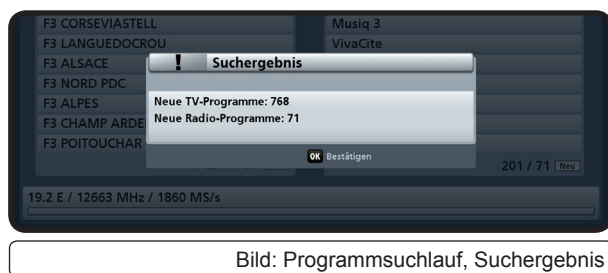 F3 CORSEVIASTELL
Musiq 3
F3 LANGUEDOCROU
VivaCite
F3 ALSACE
! Suchergebnis
F3 NORD PDC
F3 ALPES
Neue TV-Programme: 768
F3 CHAMP ARDE
Neue Radio-Programme: 71
F3 POITOUCHAR
OK Bestätigen
201 / 71 Neu
19.2 E / 12663 MHz / 1860 MS/s
Bild: Programmsuchlauf, Suchergebnis